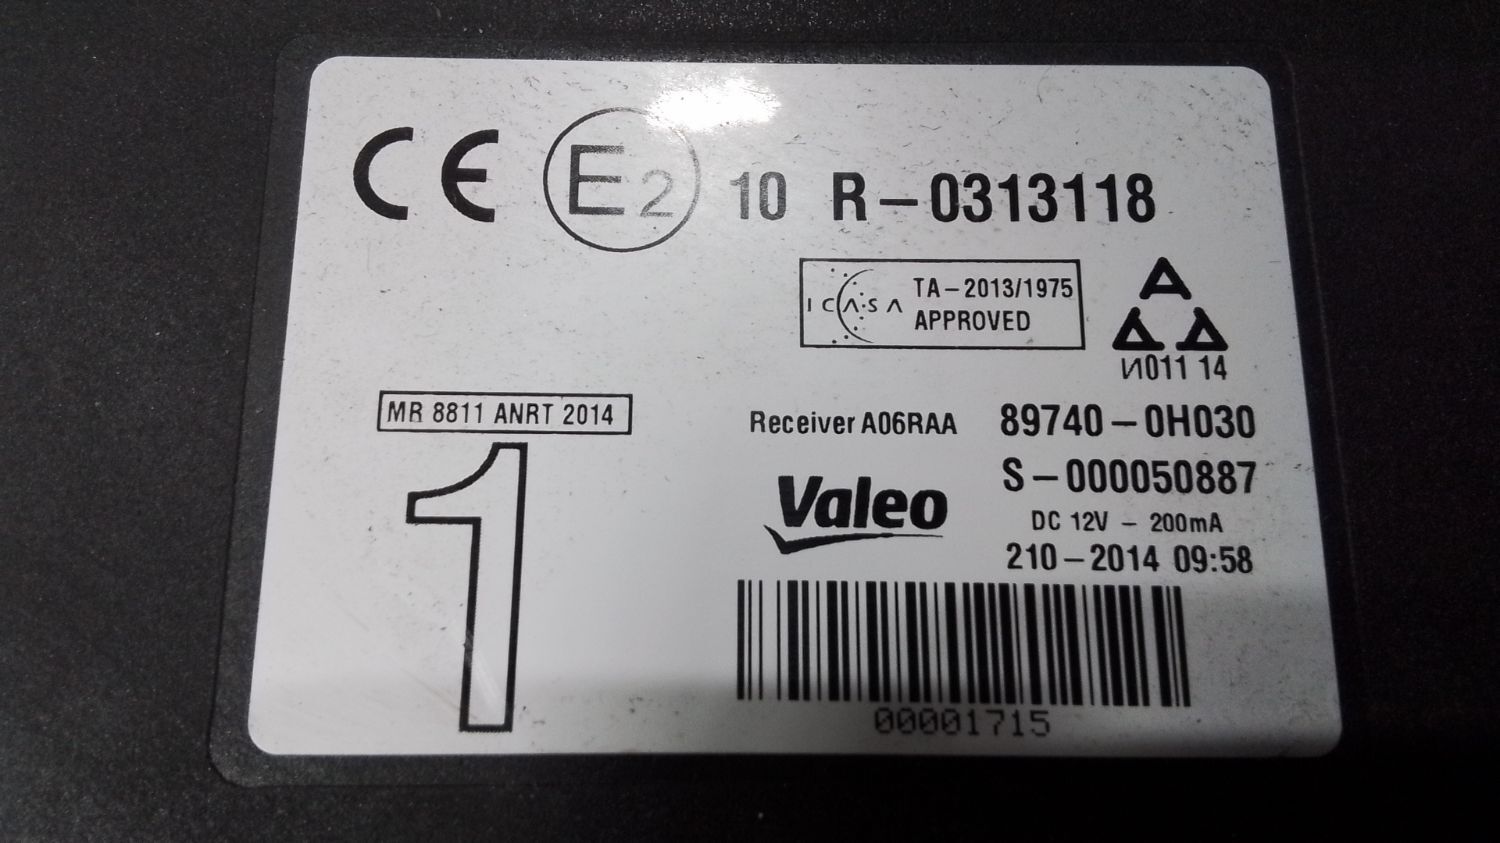 CE E2 10 R-0313118
ICASA TA-2013/1975
APPROVED
И011 14
MR 8811 ANRT 2014
1
Receiver A06RAA 89740-0H030
Valeo
S-000050887
DC 12V - 200mA
210-2014 09:58
00001715